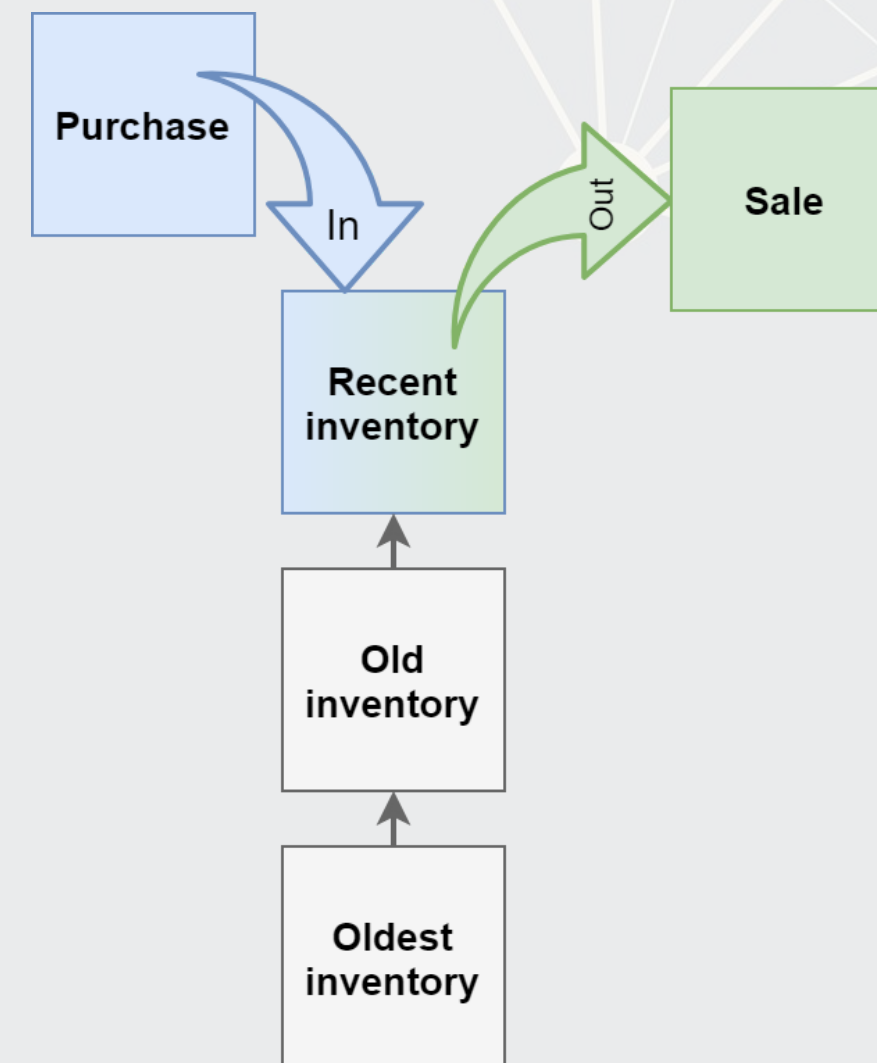 Purchase
In
Out
Sale
Recent
inventory
Old
inventory
Oldest
inventory